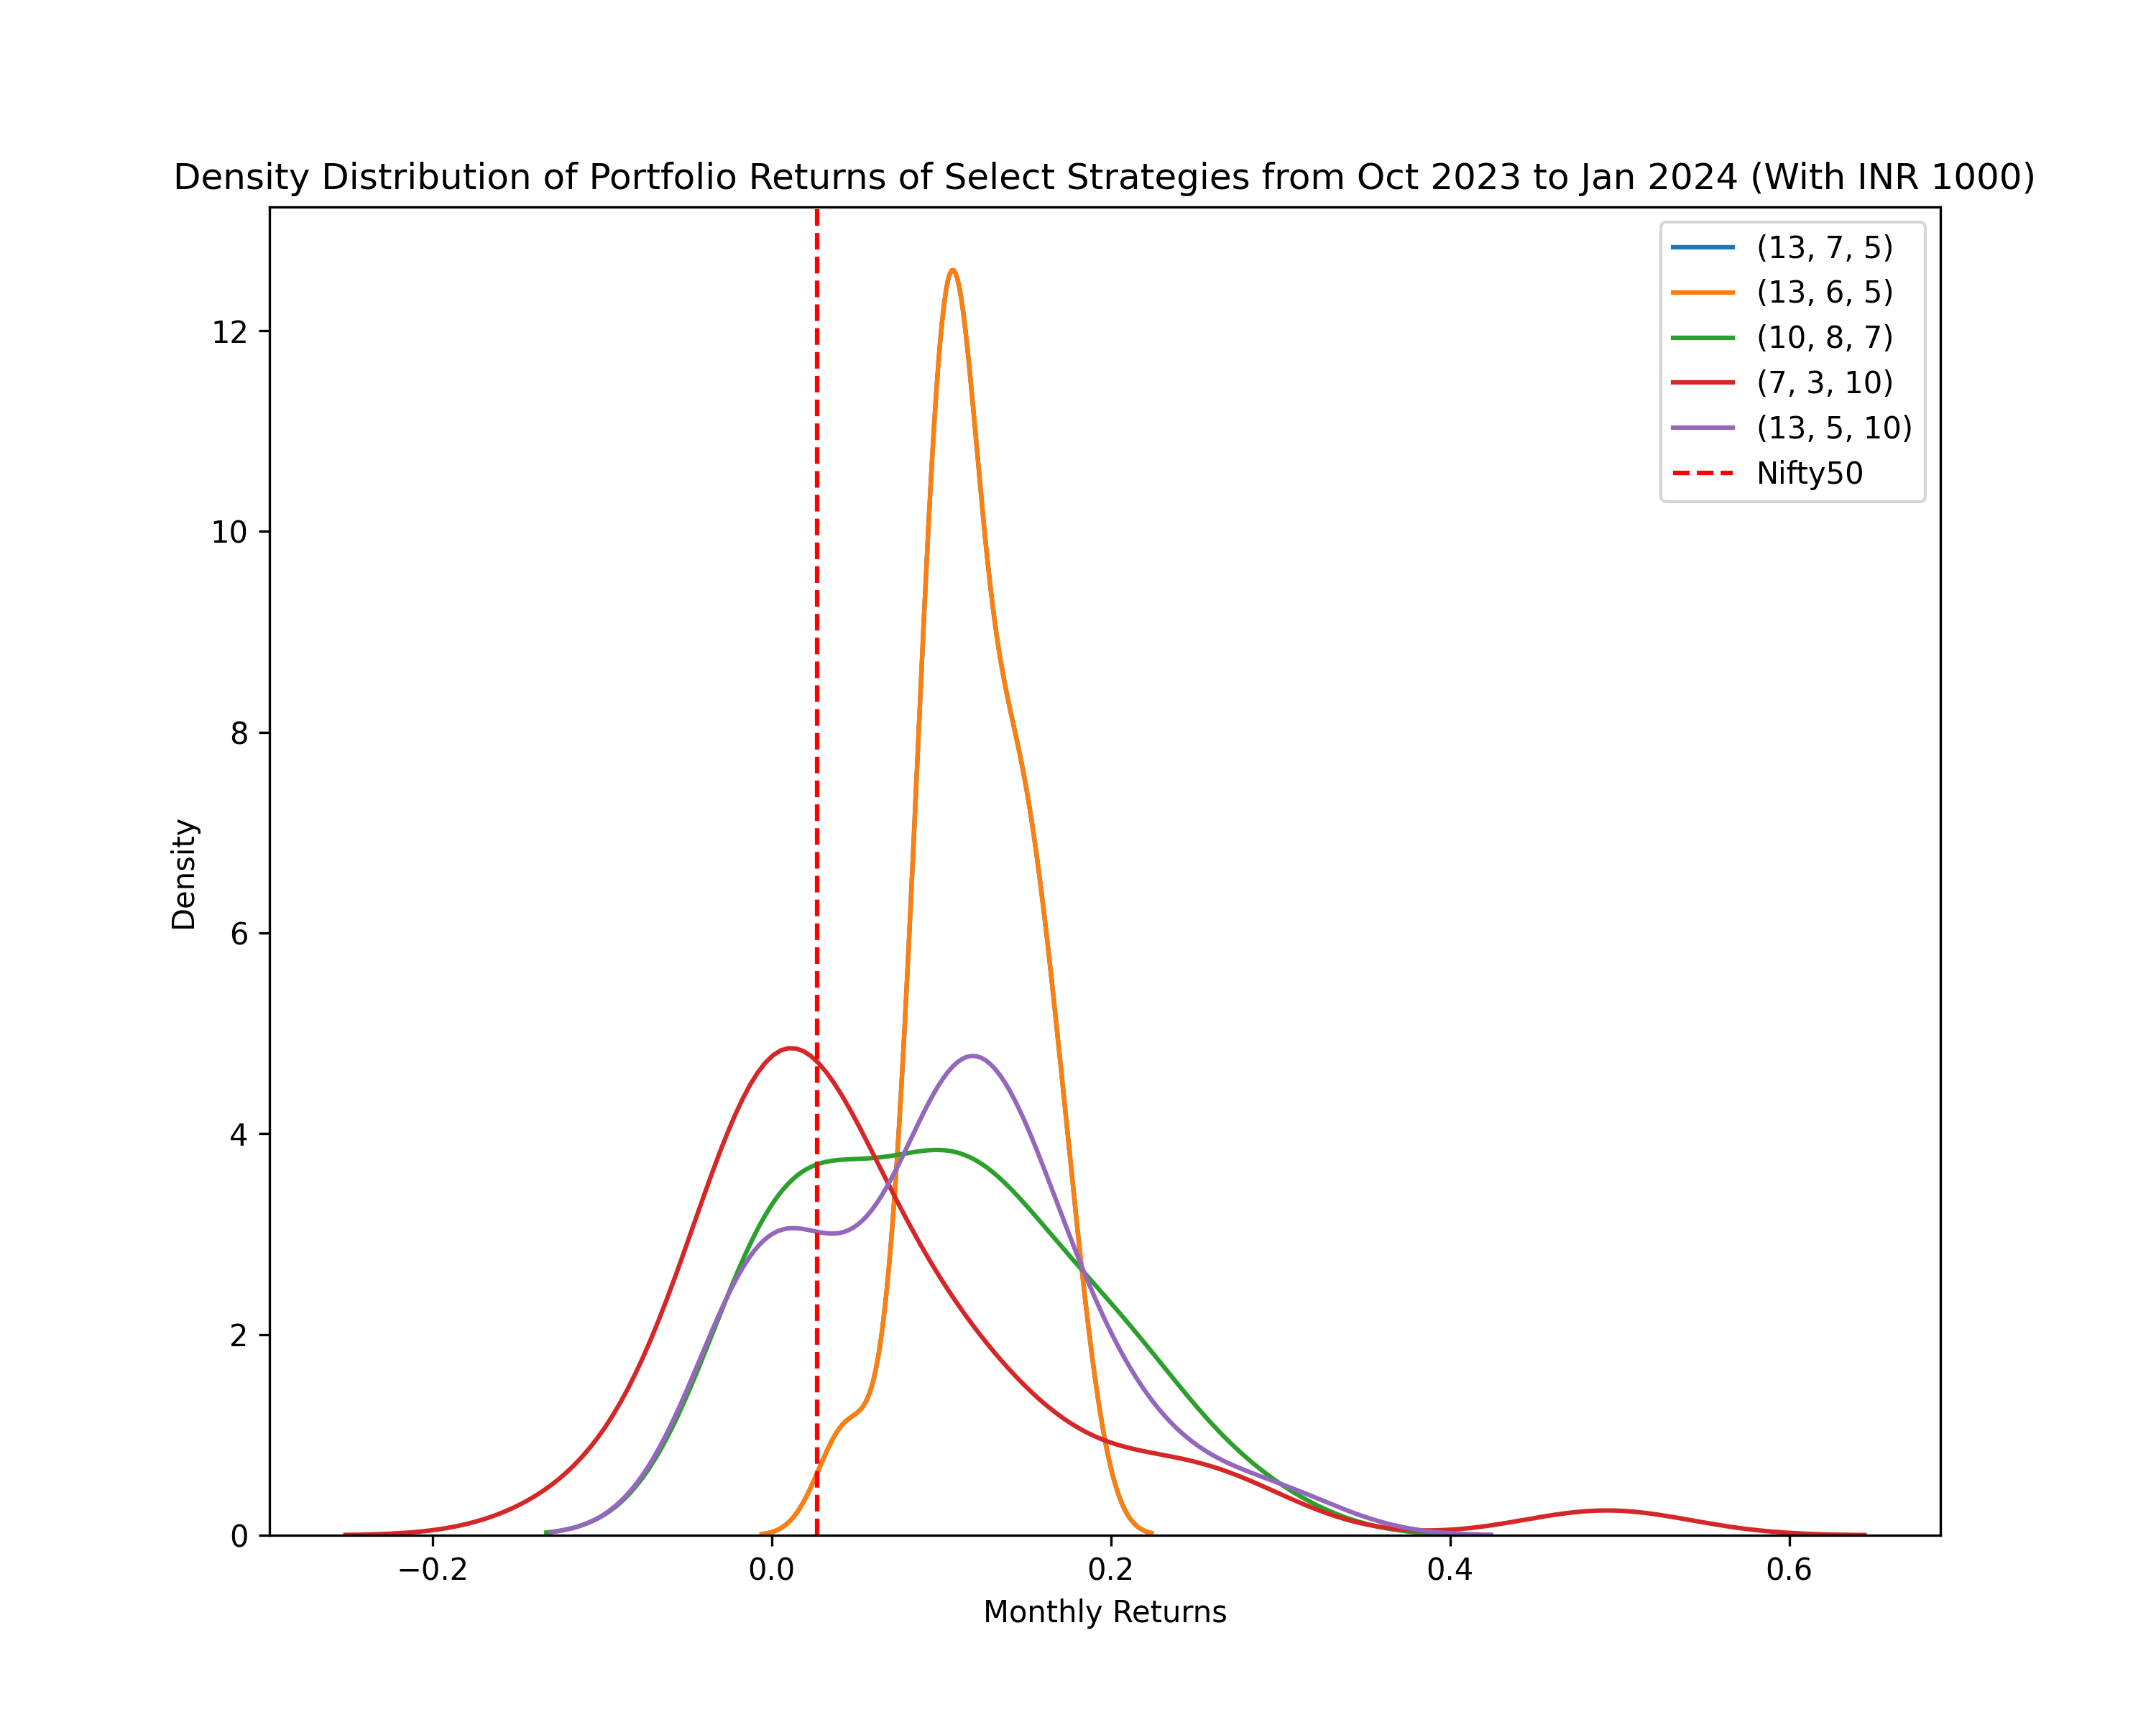 Density Distribution of Portfolio Returns of Select Strategies from Oct 2023 to Jan 2024 (With INR 1000)
(13, 7, 5)
(13, 6, 5)
(10, 8, 7)
(7, 3, 10)
(13, 5, 10)
Nifty50
12
10
8
6
4
2
0
Density
−0.2 0.0 0.2 0.4 0.6
Monthly Returns